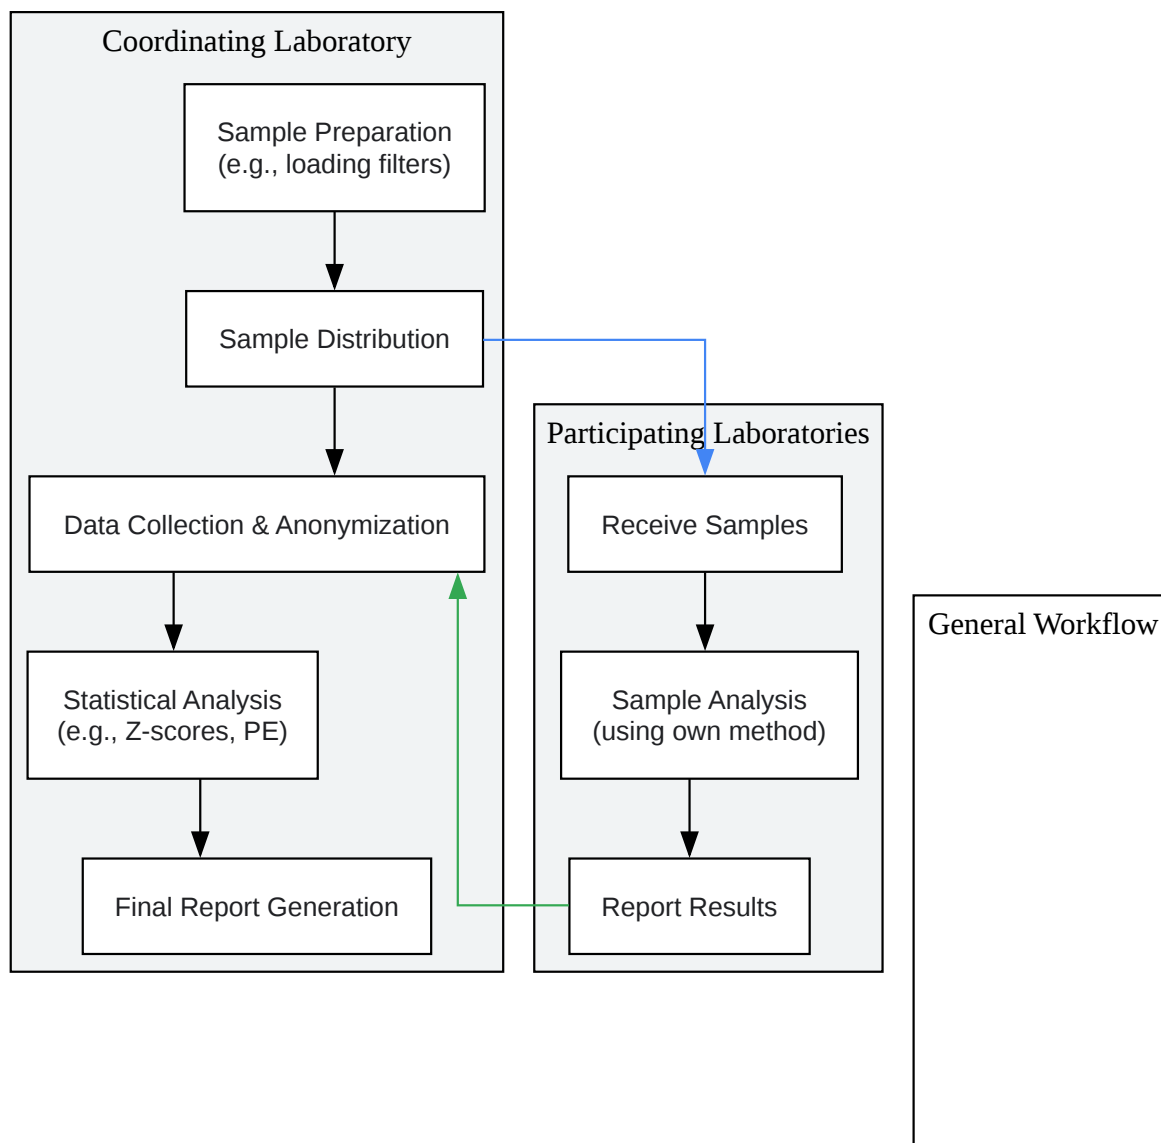 Coordinating Laboratory
Sample Preparation
(e.g., loading filters)
Sample Distribution
Data Collection & Anonymization
Statistical Analysis
(e.g., Z-scores, PE)
Final Report Generation
Participating Laboratories
Receive Samples
Sample Analysis
(using own method)
Report Results
General Workflow